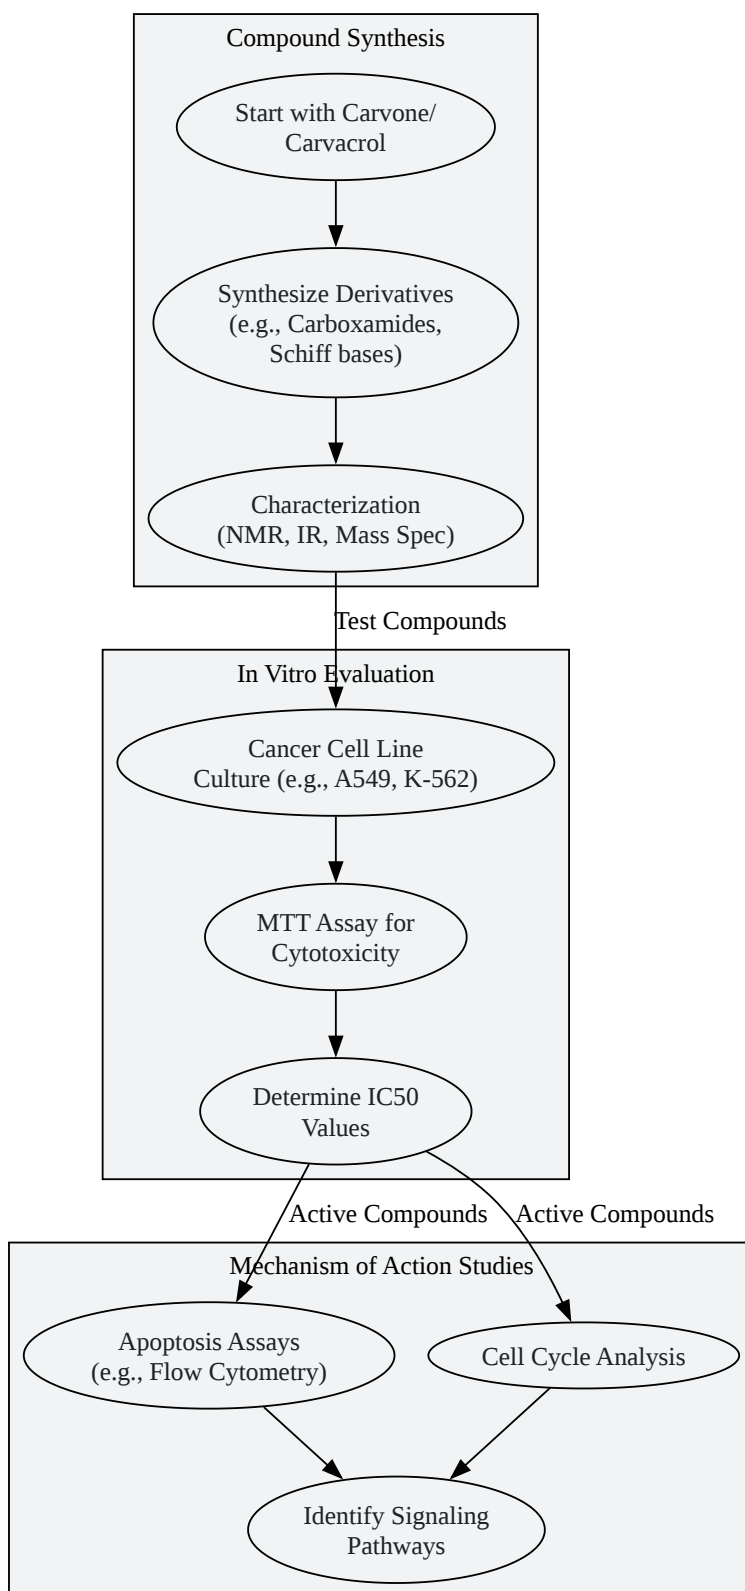 Compound Synthesis
Start with Carvone/
Carvacrol
Synthesize Derivatives
(e.g., Carboxamides,
Schiff bases)
Characterization
(NMR, IR, Mass Spec)
Test Compounds
In Vitro Evaluation
Cancer Cell Line
Culture (e.g., A549, K-562)
MTT Assay for
Cytotoxicity
Determine IC50
Values
Active Compounds
Active Compounds
Mechanism of Action Studies
Apoptosis Assays
(e.g., Flow Cytometry)
Cell Cycle Analysis
Identify Signaling
Pathways